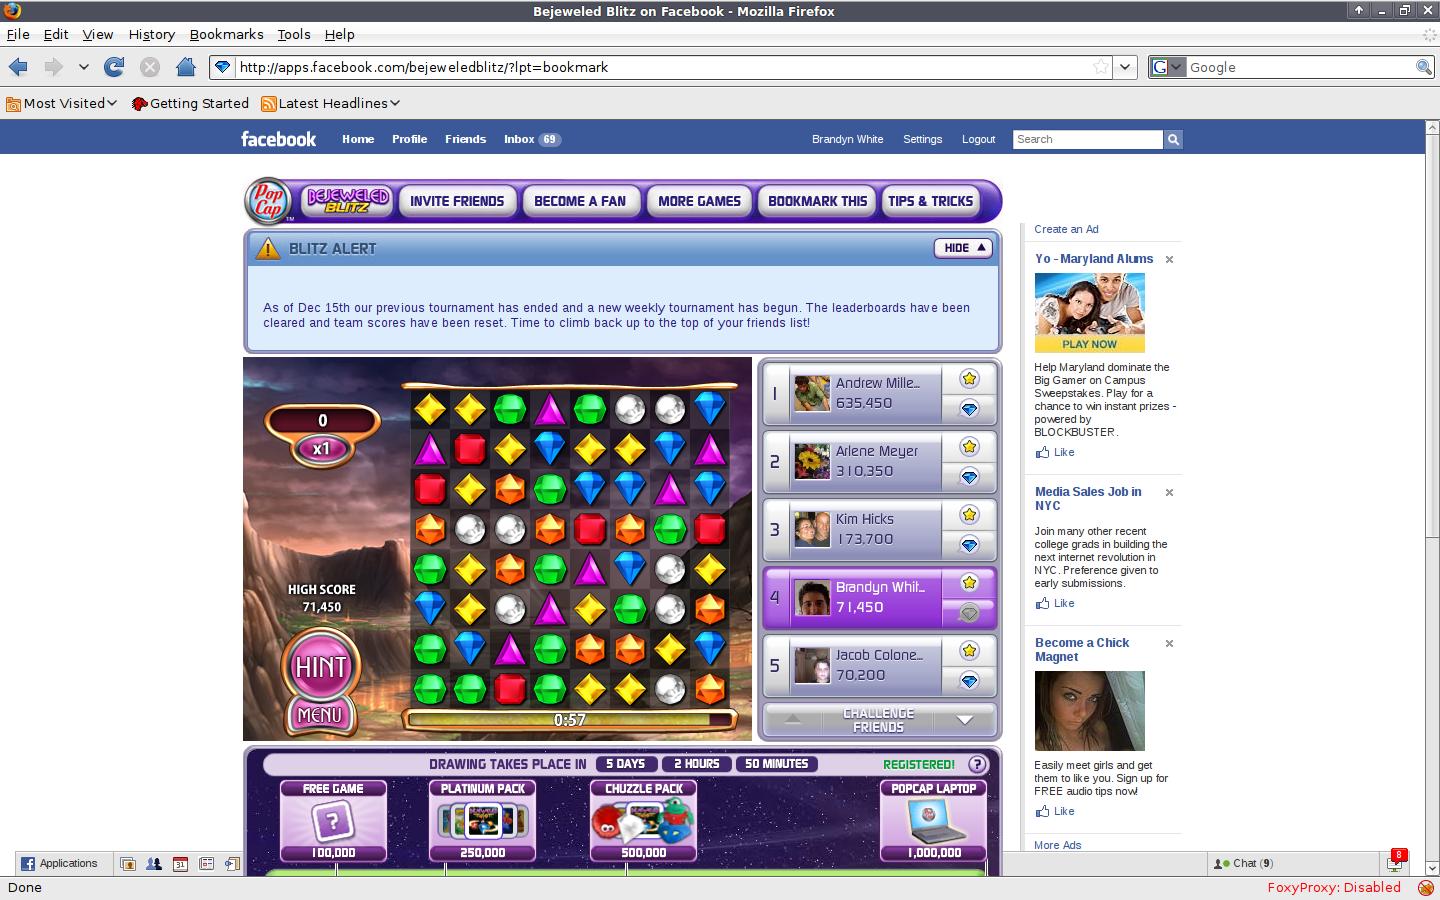 Bejeweled Blitz on Facebook - Mozilla Firefox
File Edit View History Bookmarks Tools Help
http://apps.facebook.com/bejeweledblitz/?lpt=bookmark
G Google
Most Visited Getting Started Latest Headlines
facebook Home Profile Friends Inbox 69 Brandyn White Settings Logout Search
Pop Cap TM BEJEWELED BLITZ INVITE FRIENDS BECOME A FAN MORE GAMES BOOKMARK THIS TIPS & TRICKS
BLITZ ALERT HIDE
As of Dec 15th our previous tournament has ended and a new weekly tournament has begun. The leaderboards have been
cleared and team scores have been reset. Time to climb back up to the top of your friends list!
0
x1
HIGH SCORE
71,450
HINT
MENU
0:57
1 Andrew Mille...
635,450
2 Arlene Meyer
310,350
3 Kim Hicks
173,700
4 Brandyn Whit...
71,450
5 Jacob Colone...
70,200
CHALLENGE
FRIENDS
DRAWING TAKES PLACE IN 5 DAYS 2 HOURS 50 MINUTES REGISTERED! ?
FREE GAME PLATINUM PACK CHUZZLE PACK POPCAP LAPTOP
?
100,000 250,000 500,000 1,000,000
Create an Ad
Yo - Maryland Alums
PLAY NOW
Help Maryland dominate the
Big Gamer on Campus
Sweepstakes. Play for a
chance to win instant prizes -
powered by
BLOCKBUSTER.
Like
Media Sales Job in
NYC
Join many other recent
college grads in building the
next internet revolution in
NYC. Preference given to
early submissions.
Like
Become a Chick
Magnet
Easily meet girls and get
them to like you. Sign up for
FREE audio tips now!
Like
More Ads
Applications 31 Chat (9) 8
Done FoxyProxy: Disabled